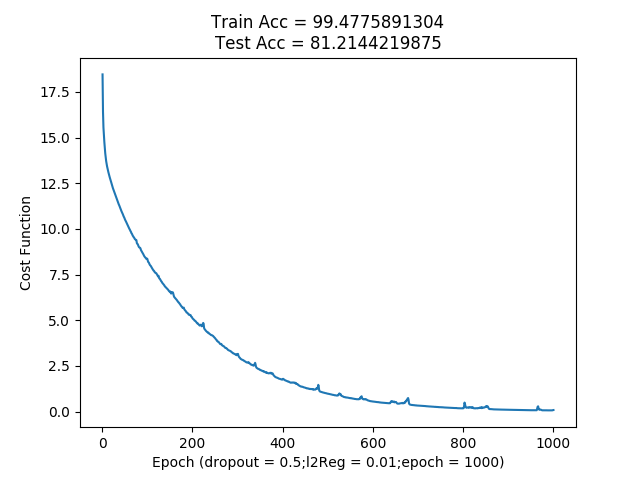 Train Acc = 99.4775891304
Test Acc = 81.2144219875
17.5
15.0
12.5
10.0
7.5
5.0
2.5
0.0
Cost Function
0 200 400 600 800 1000
Epoch (dropout = 0.5;l2Reg = 0.01;epoch = 1000)